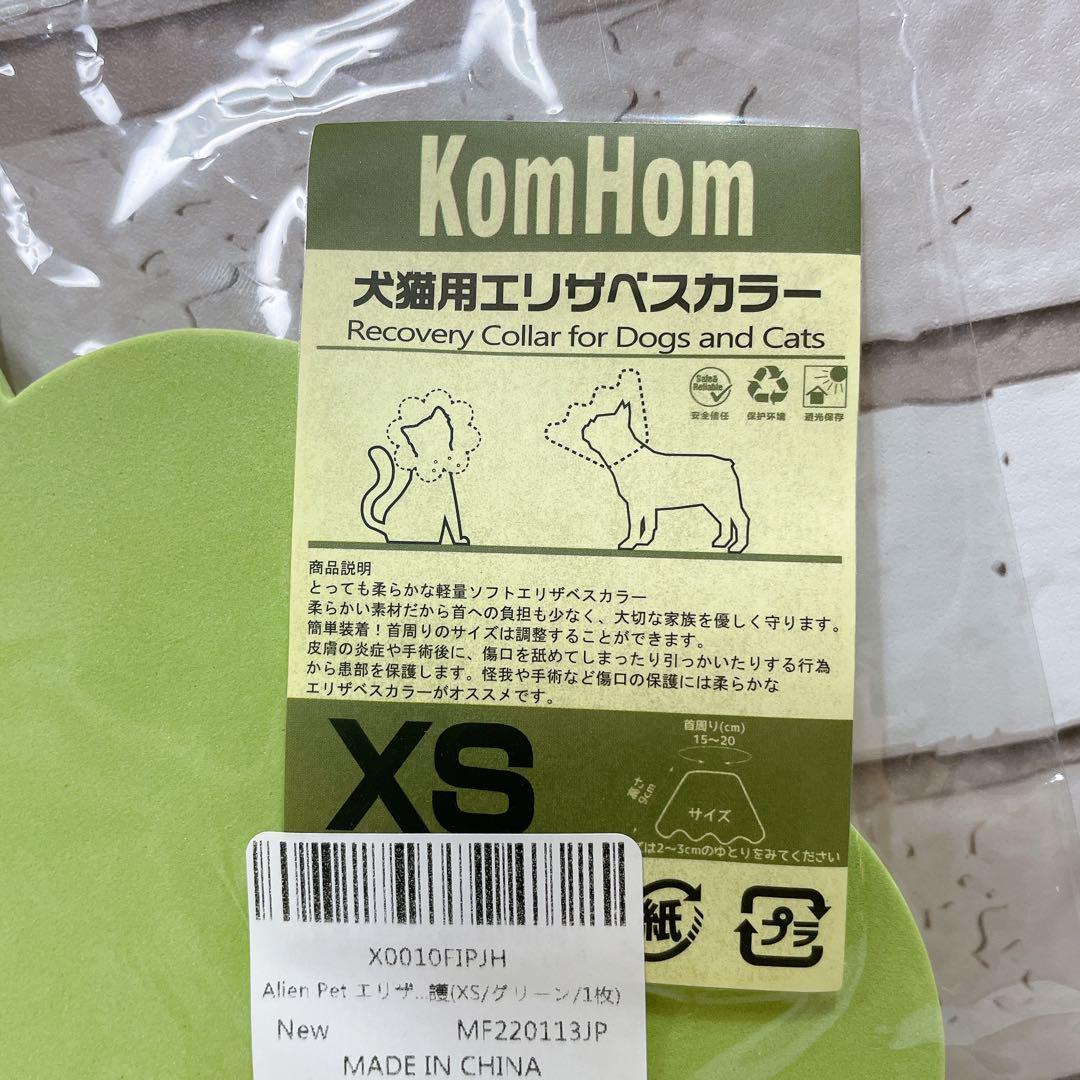 KomHom
犬猫用エリザベスカラー
Recovery Collar for Dogs and Cats
Safe&
Reliable
安全信任
保护环境
避光保存
商品説明
とっても柔らかな軽量ソフトエリザベスカラー
柔らかい素材だから首への負担も少なく、大切な家族を優しく守ります。
簡単装着！首周りのサイズは調整することができます。
皮膚の炎症や手術後に、傷口を舐めてしまったり引っかいたりする行為
から患部を保護します。怪我や手術など傷口の保護には柔らかな
エリザベスカラーがオススメです。
XS
首周り(cm)
15～20
高さ
9cm
サイズ
は2～3cmのゆとりをみてください
紙
プラ
X0010FIPJH
Alien Pet エリザ...護(XS/グリーン/1枚)
New MF220113JP
MADE IN CHINA